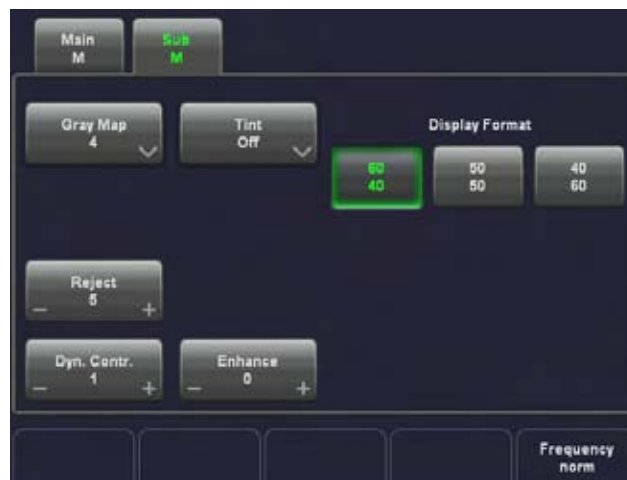 Main
M
Sub
M
Gray Map
4
Tint
Off
Display Format
60
40
50
50
40
60
Reject
5
- +
Dyn. Contr.
1
- +
Enhance
0
- +
Frequency
norm